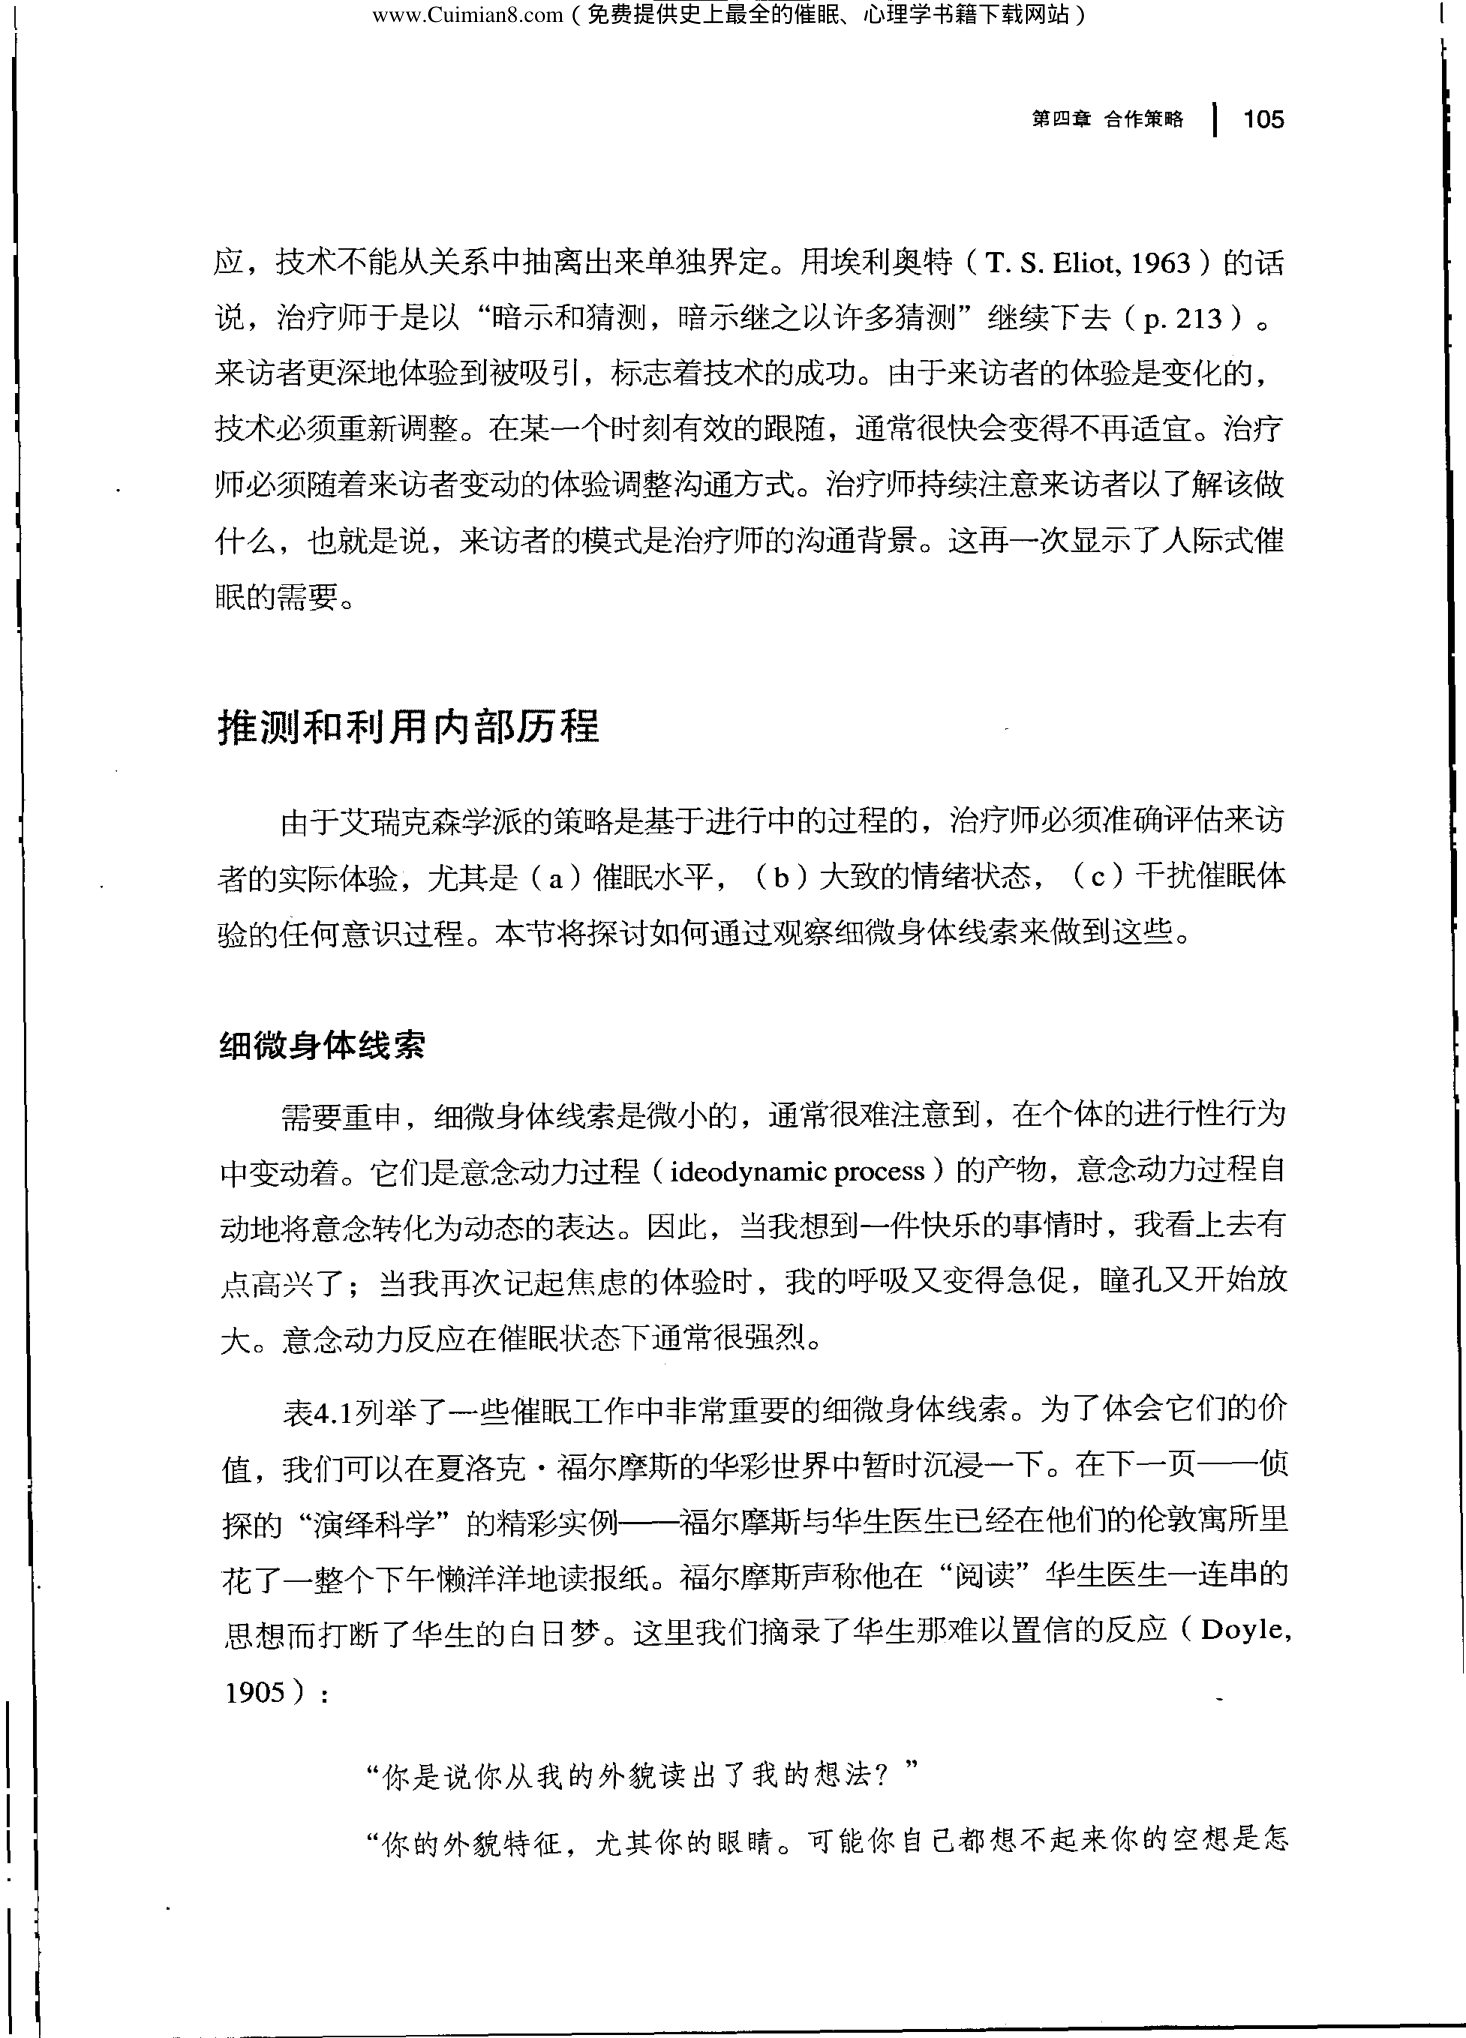 www.Cuimian8.com（免费提供史上最全的催眠、心理学书籍下载网站）
第四章 合作策略 | 105
应，技术不能从关系中抽离出来单独界定。用埃利奥特（T. S. Eliot, 1963）的话
说，治疗师于是以“暗示和猜测，暗示继之以许多猜测”继续下去（p. 213）。
来访者更深地体验到被吸引，标志着技术的成功。由于来访者的体验是变化的，
技术必须重新调整。在某一个时刻有效的跟随，通常很快会变得不再适宜。治疗
师必须随着来访者变动的体验调整沟通方式。治疗师持续注意来访者以了解该做
什么，也就是说，来访者的模式是治疗师的沟通背景。这再一次显示了人际式催
眠的需要。
推测和利用内部历程
由于艾瑞克森学派的策略是基于进行中的过程的，治疗师必须准确评估来访
者的实际体验，尤其是（a）催眠水平，（b）大致的情绪状态，（c）干扰催眠体
验的任何意识过程。本节将探讨如何通过观察细微身体线索来做到这些。
细微身体线索
需要重申，细微身体线索是微小的，通常很难注意到，在个体的进行性行为
中变动着。它们是意念动力过程（ideodynamic process）的产物，意念动力过程自
动地将意念转化为动态的表达。因此，当我想到一件快乐的事情时，我看上去有
点高兴了；当我再次记起焦虑的体验时，我的呼吸又变得急促，瞳孔又开始放
大。意念动力反应在催眠状态下通常很强烈。
表4.1列举了一些催眠工作中非常重要的细微身体线索。为了体会它们的价
值，我们可以在夏洛克·福尔摩斯的华彩世界中暂时沉浸一下。在下一页——侦
探的“演绎科学”的精彩实例——福尔摩斯与华生医生已经在他们的伦敦寓所里
花了一整个下午懒洋洋地读报纸。福尔摩斯声称他在“阅读”华生医生一连串的
思想而打断了华生的白日梦。这里我们摘录了华生那难以置信的反应（Doyle,
1905）：
“你是说你从我的外貌读出了我的想法？”
“你的外貌特征，尤其你的眼睛。可能你自己都想不起来你的空想是怎